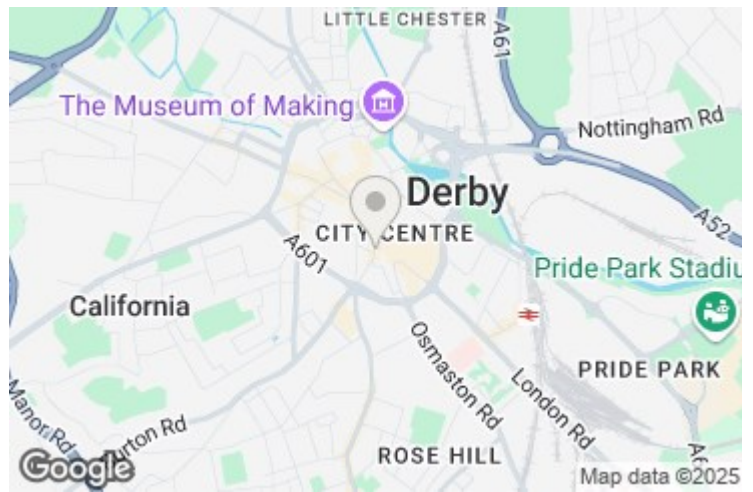 LITTLE CHESTER
A61
The Museum of Making
Nottingham Rd
Derby
CITY CENTRE
A52
A601
Pride Park Stadiu
California
Osmaston Rd
London Rd
PRIDE PARK
Manor Rd
Burton Rd
ROSE HILL
A6
Google
Map data ©2025